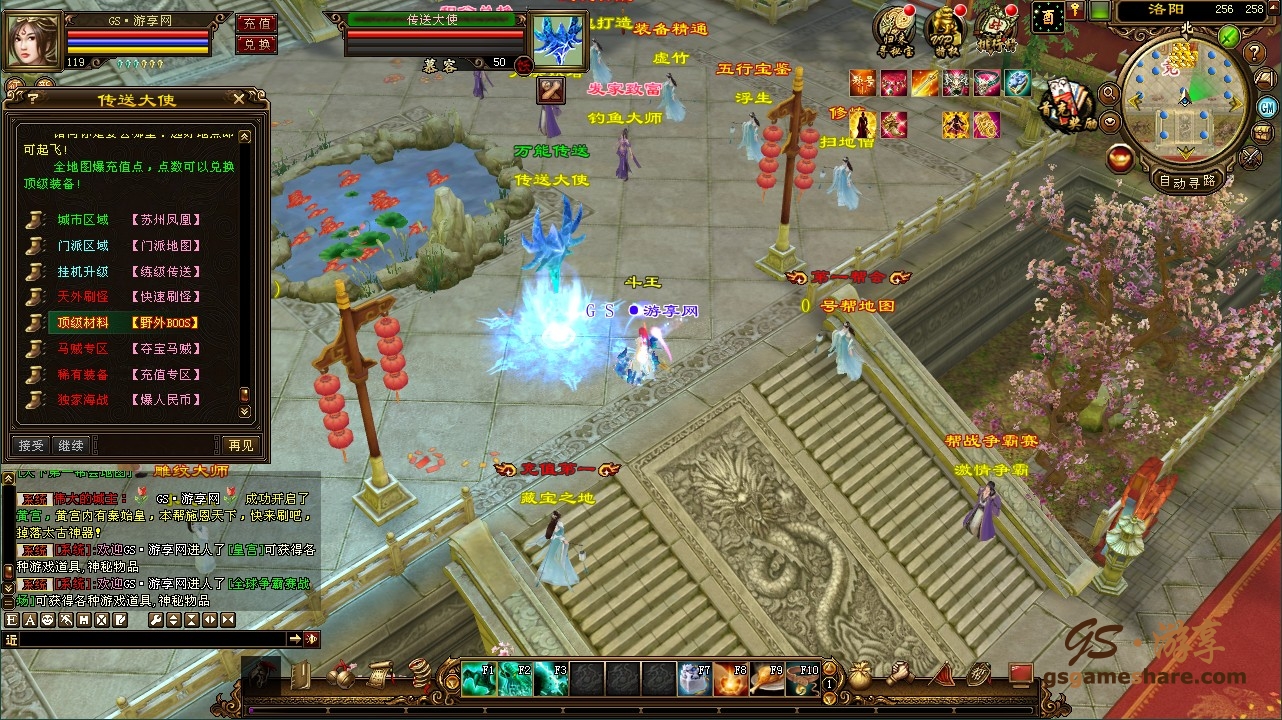 GS·游享网
119
充值
兑换
传送大使
慕容
50
洛阳
256 258
酉
自动寻路
GM
传送大使
可起飞!
全地图爆充值点，点数可以兑换
顶级装备!
城市区域 【苏州凤凰】
门派区域 【门派地图】
挂机升级 【练级传送】
天外刷怪 【快速刷怪】
顶级材料 【野外BOOS】
马贼专区 【夺宝马贼】
稀有装备 【充值专区】
独家海战 【爆人民币】
接受
继续
再见
装备精通
虚竹
发家致富
钓鱼大师
万能传送
传送大使
五行宝鉴
浮生
扫地僧
斗王
GS●游享网
第一帮会
0 号帮地图
帮战争霸赛
激情争霸
充值第一
藏宝之地
雕纹大师
系统 伟大的城主: GS·游享网 成功开启了
黄宫, 黄宫内有秦始皇, 本帮施恩天下, 快来刷吧,
掉落太古神器!
系统 [系统]:欢迎GS·游享网进入了 [皇宫]可获得各
种游戏道具,神秘物品
系统 [系统]:欢迎GS·游享网进入了 [全球争霸赛战
场]可获得各种游戏道具,神秘物品
近
F1
F2
F3
F7
F8
F9
F10
1
GS·游享
gsgameshare.com